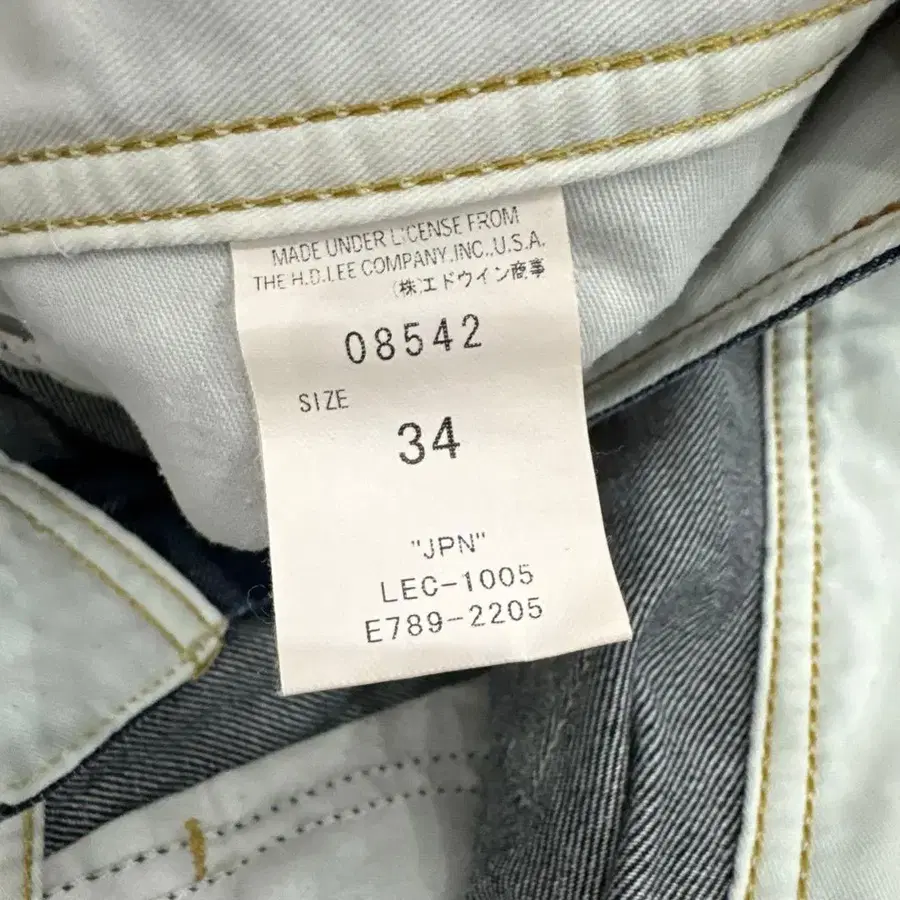 MADE UNDER LICENSE FROM
THE H.D.LEE COMPANY.INC.,U.S.A.
(株)エドウイン商事
08542
SIZE
34
"JPN"
LEC-1005
E789-2205